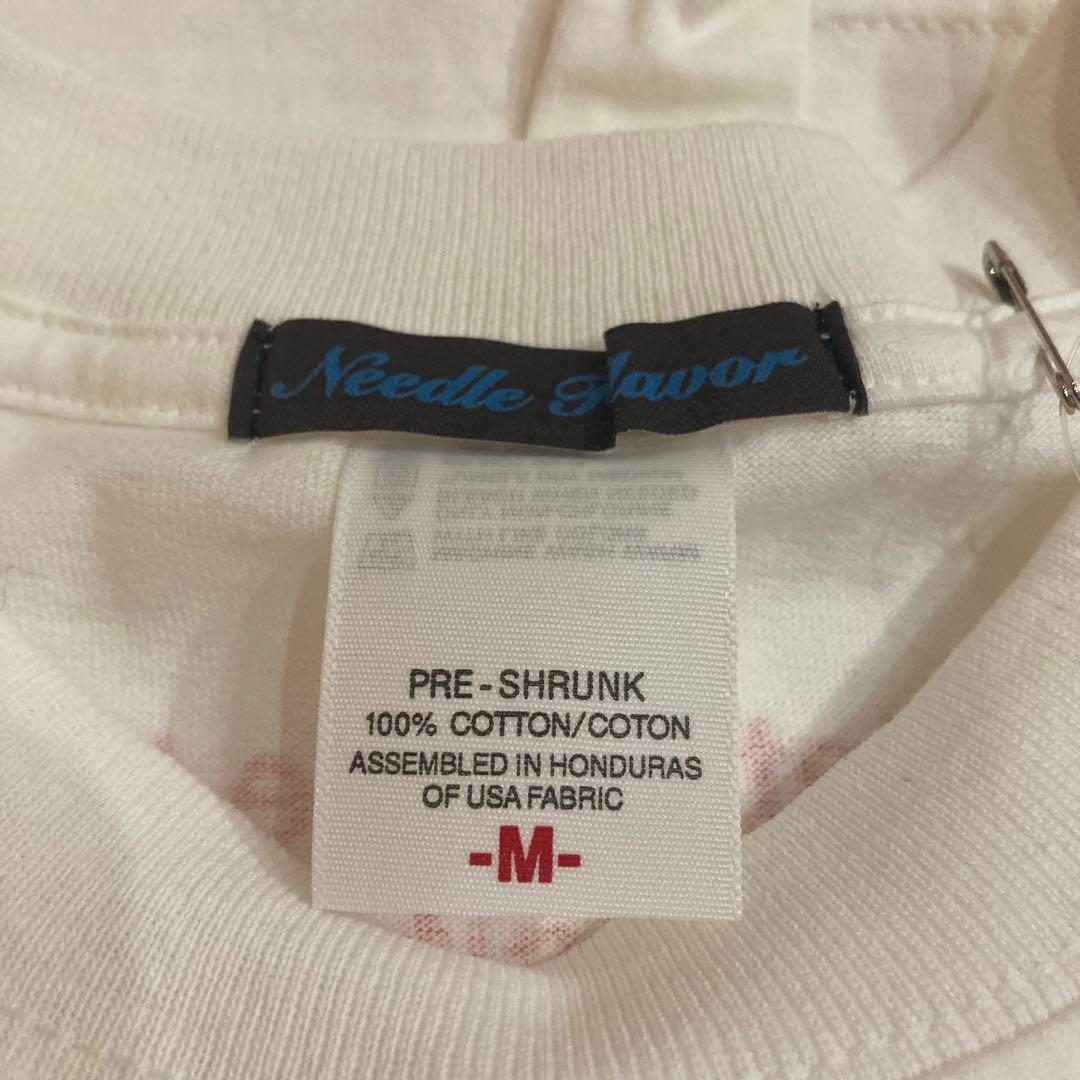 Needle Flavor
PRE-SHRUNK
100% COTTON/COTON
ASSEMBLED IN HONDURAS
OF USA FABRIC
-M-